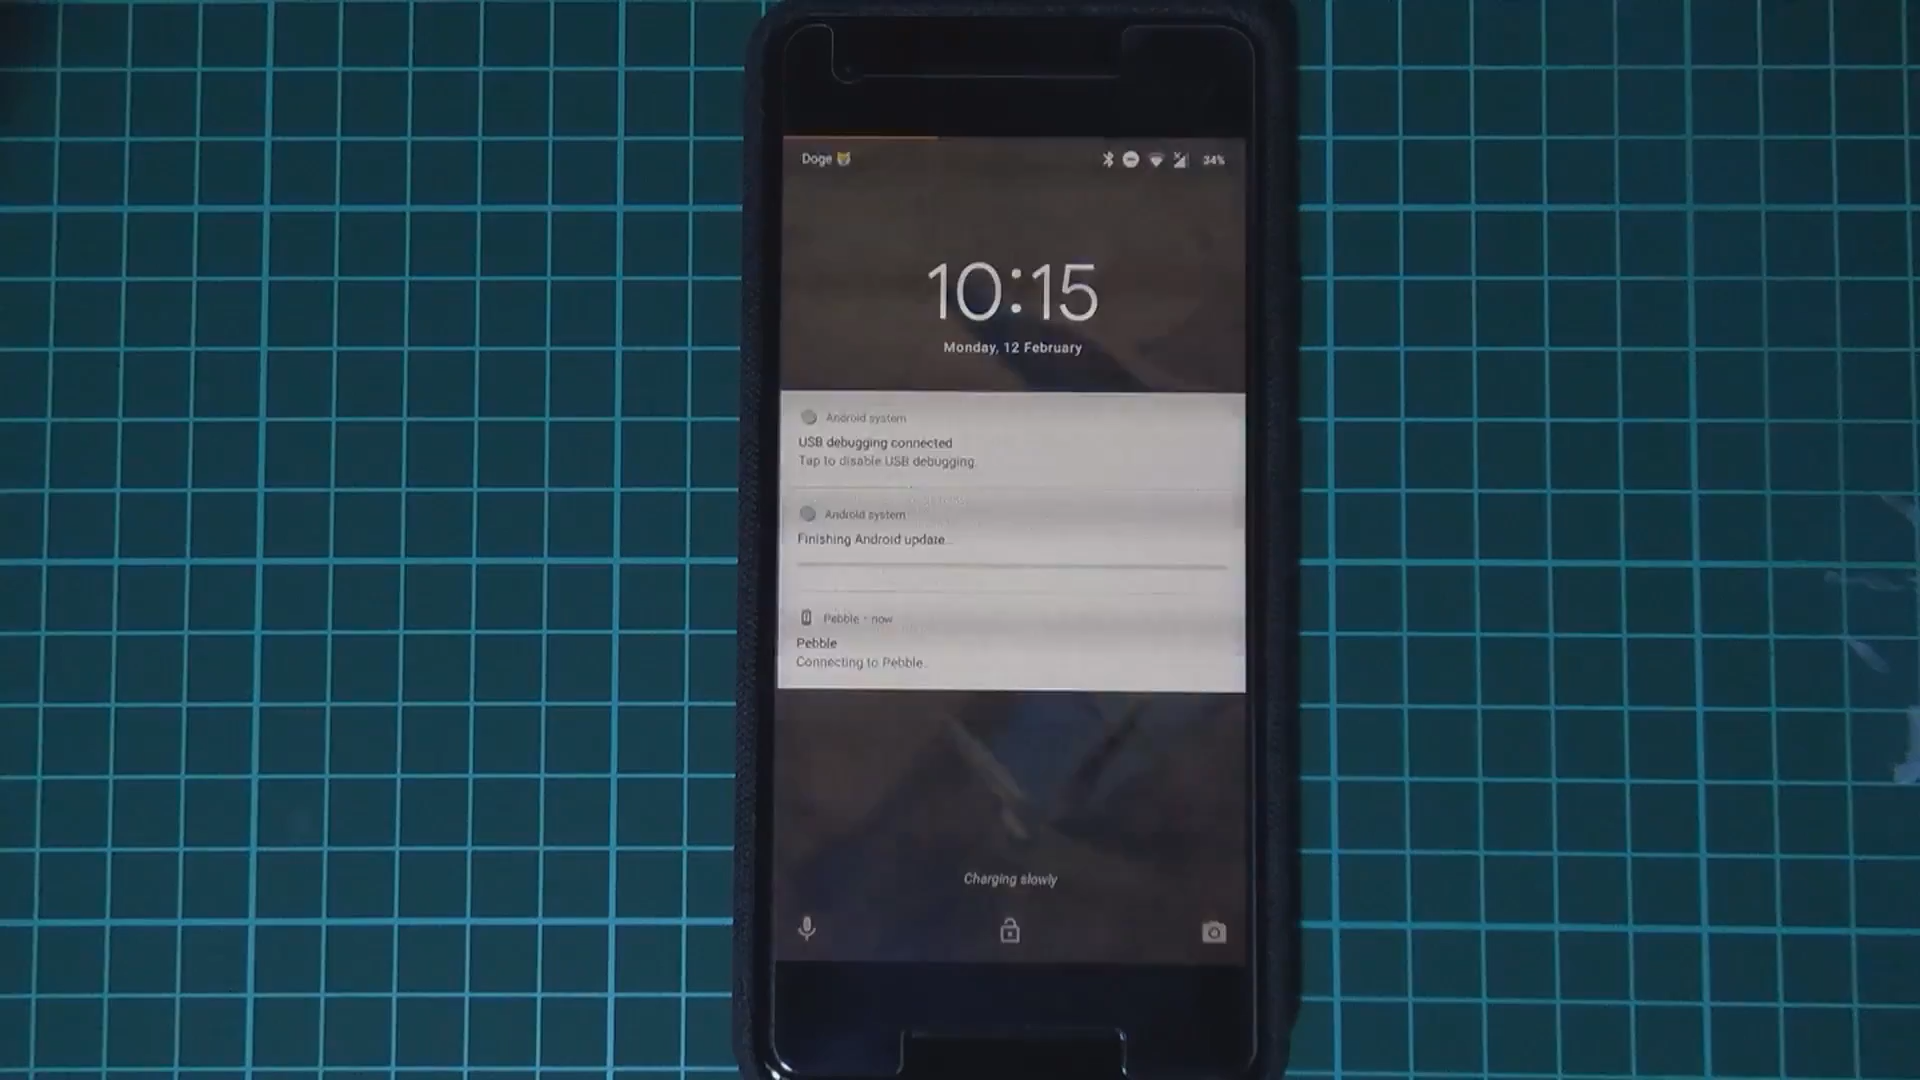 Doge 🐶
34%
10:15
Monday, 12 February
Android system
USB debugging connected
Tap to disable USB debugging.
Android system
Finishing Android update…
Pebble · now
Pebble
Connecting to Pebble…
Charging slowly